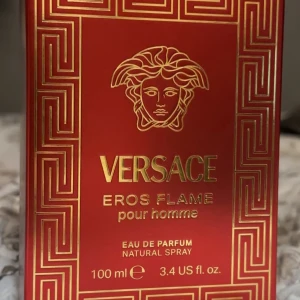 VERSACE
EROS FLAME
pour homme
EAU DE PARFUM
NATURAL SPRAY
100 ml ℮ 3.4 US fl. oz.